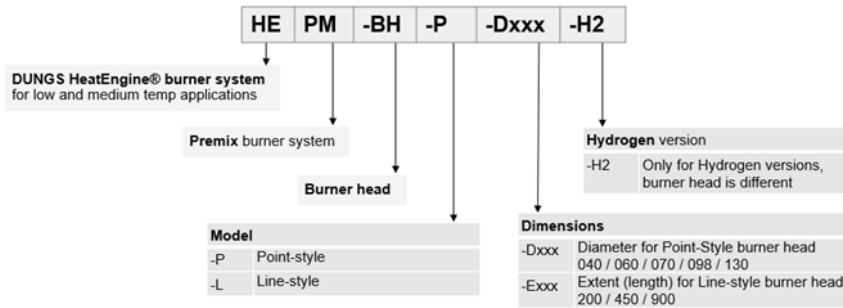 HE PM -BH -P -Dxxx -H2
DUNGS HeatEngine® burner system
for low and medium temp applications
Premix burner system
Burner head
Hydrogen version
-H2 Only for Hydrogen versions,
burner head is different
Model
-P Point-style
-L Line-style
Dimensions
-Dxxx Diameter for Point-Style burner head
040 / 060 / 070 / 098 / 130
-Exxx Extent (length) for Line-style burner head
200 / 450 / 900